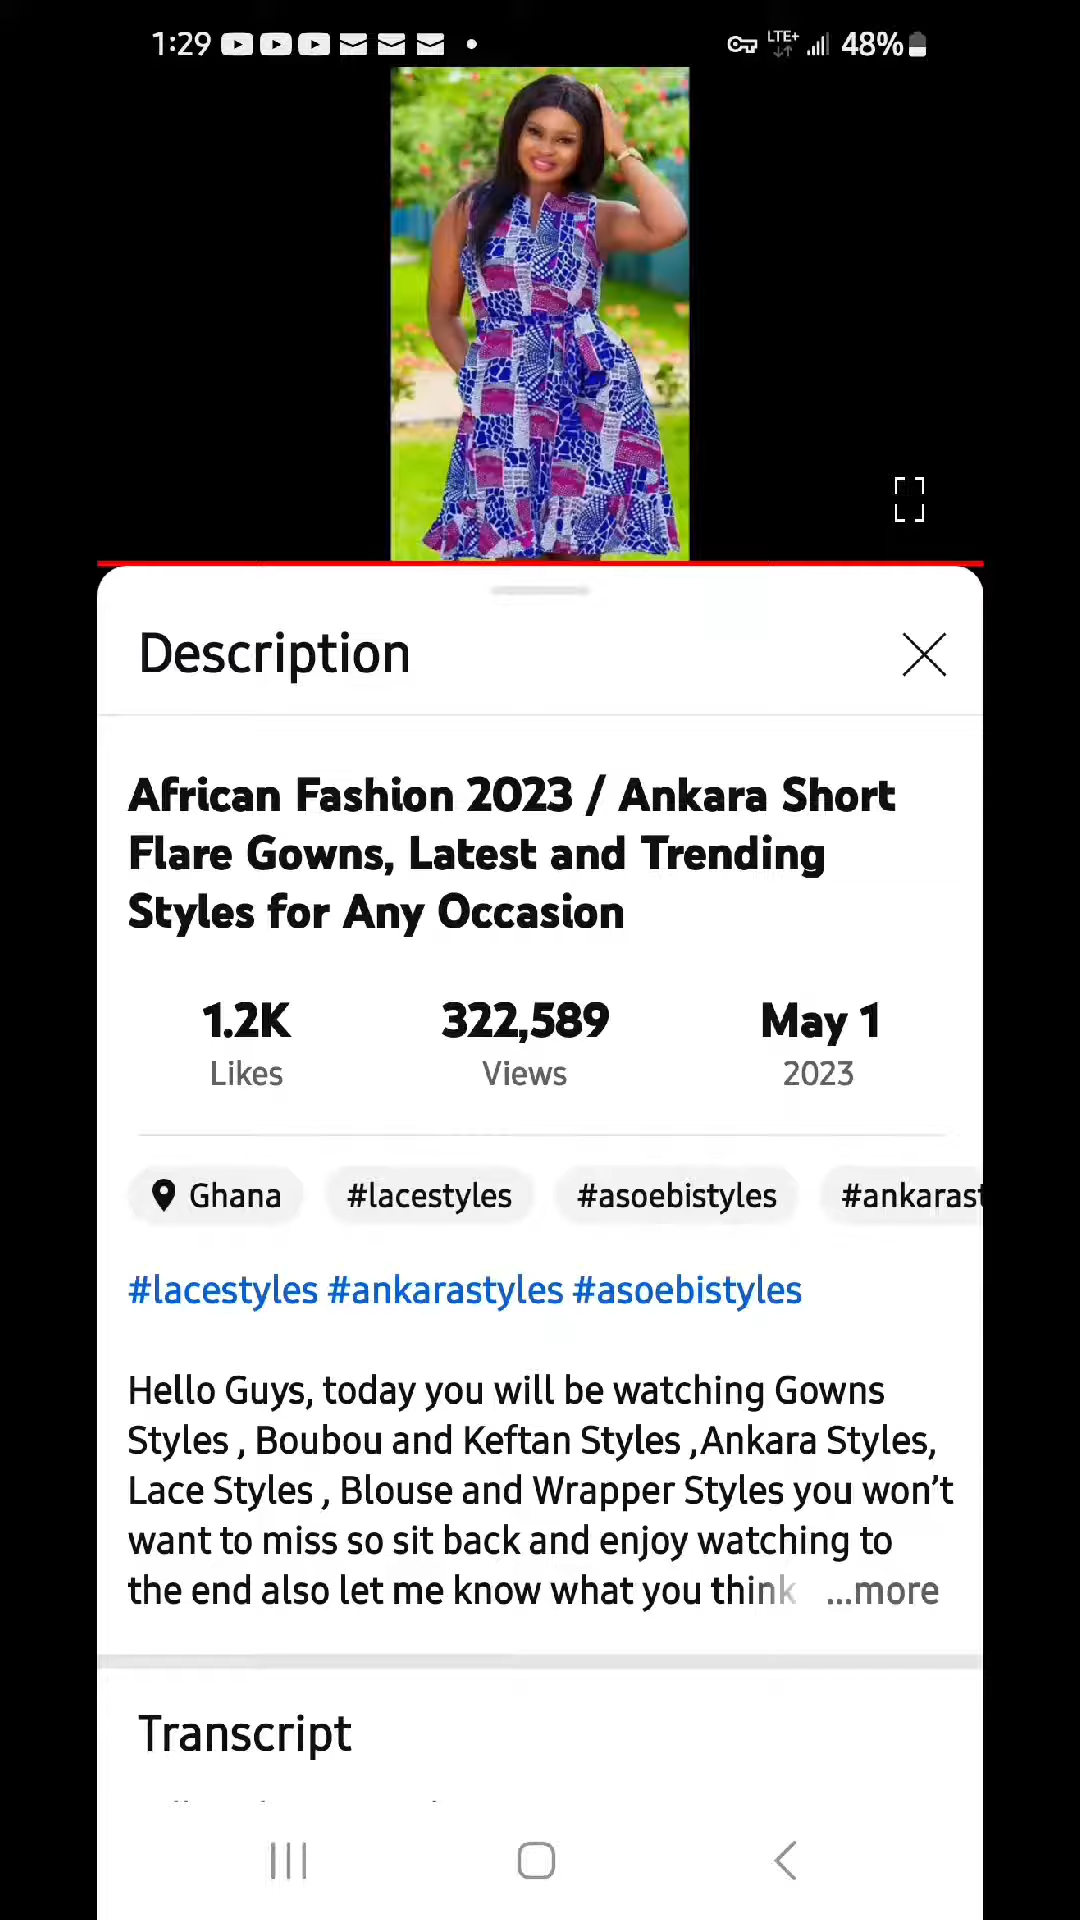 1:29
LTE+
48%
Description
African Fashion 2023 / Ankara Short
Flare Gowns, Latest and Trending
Styles for Any Occasion
1.2K 322,589 May 1
Likes Views 2023
Ghana #lacestyles #asoebistyles #ankarast
#lacestyles #ankarastyles #asoebistyles
Hello Guys, today you will be watching Gowns
Styles , Boubou and Keftan Styles ,Ankara Styles,
Lace Styles , Blouse and Wrapper Styles you won't
want to miss so sit back and enjoy watching to
the end also let me know what you think ...more
Transcript